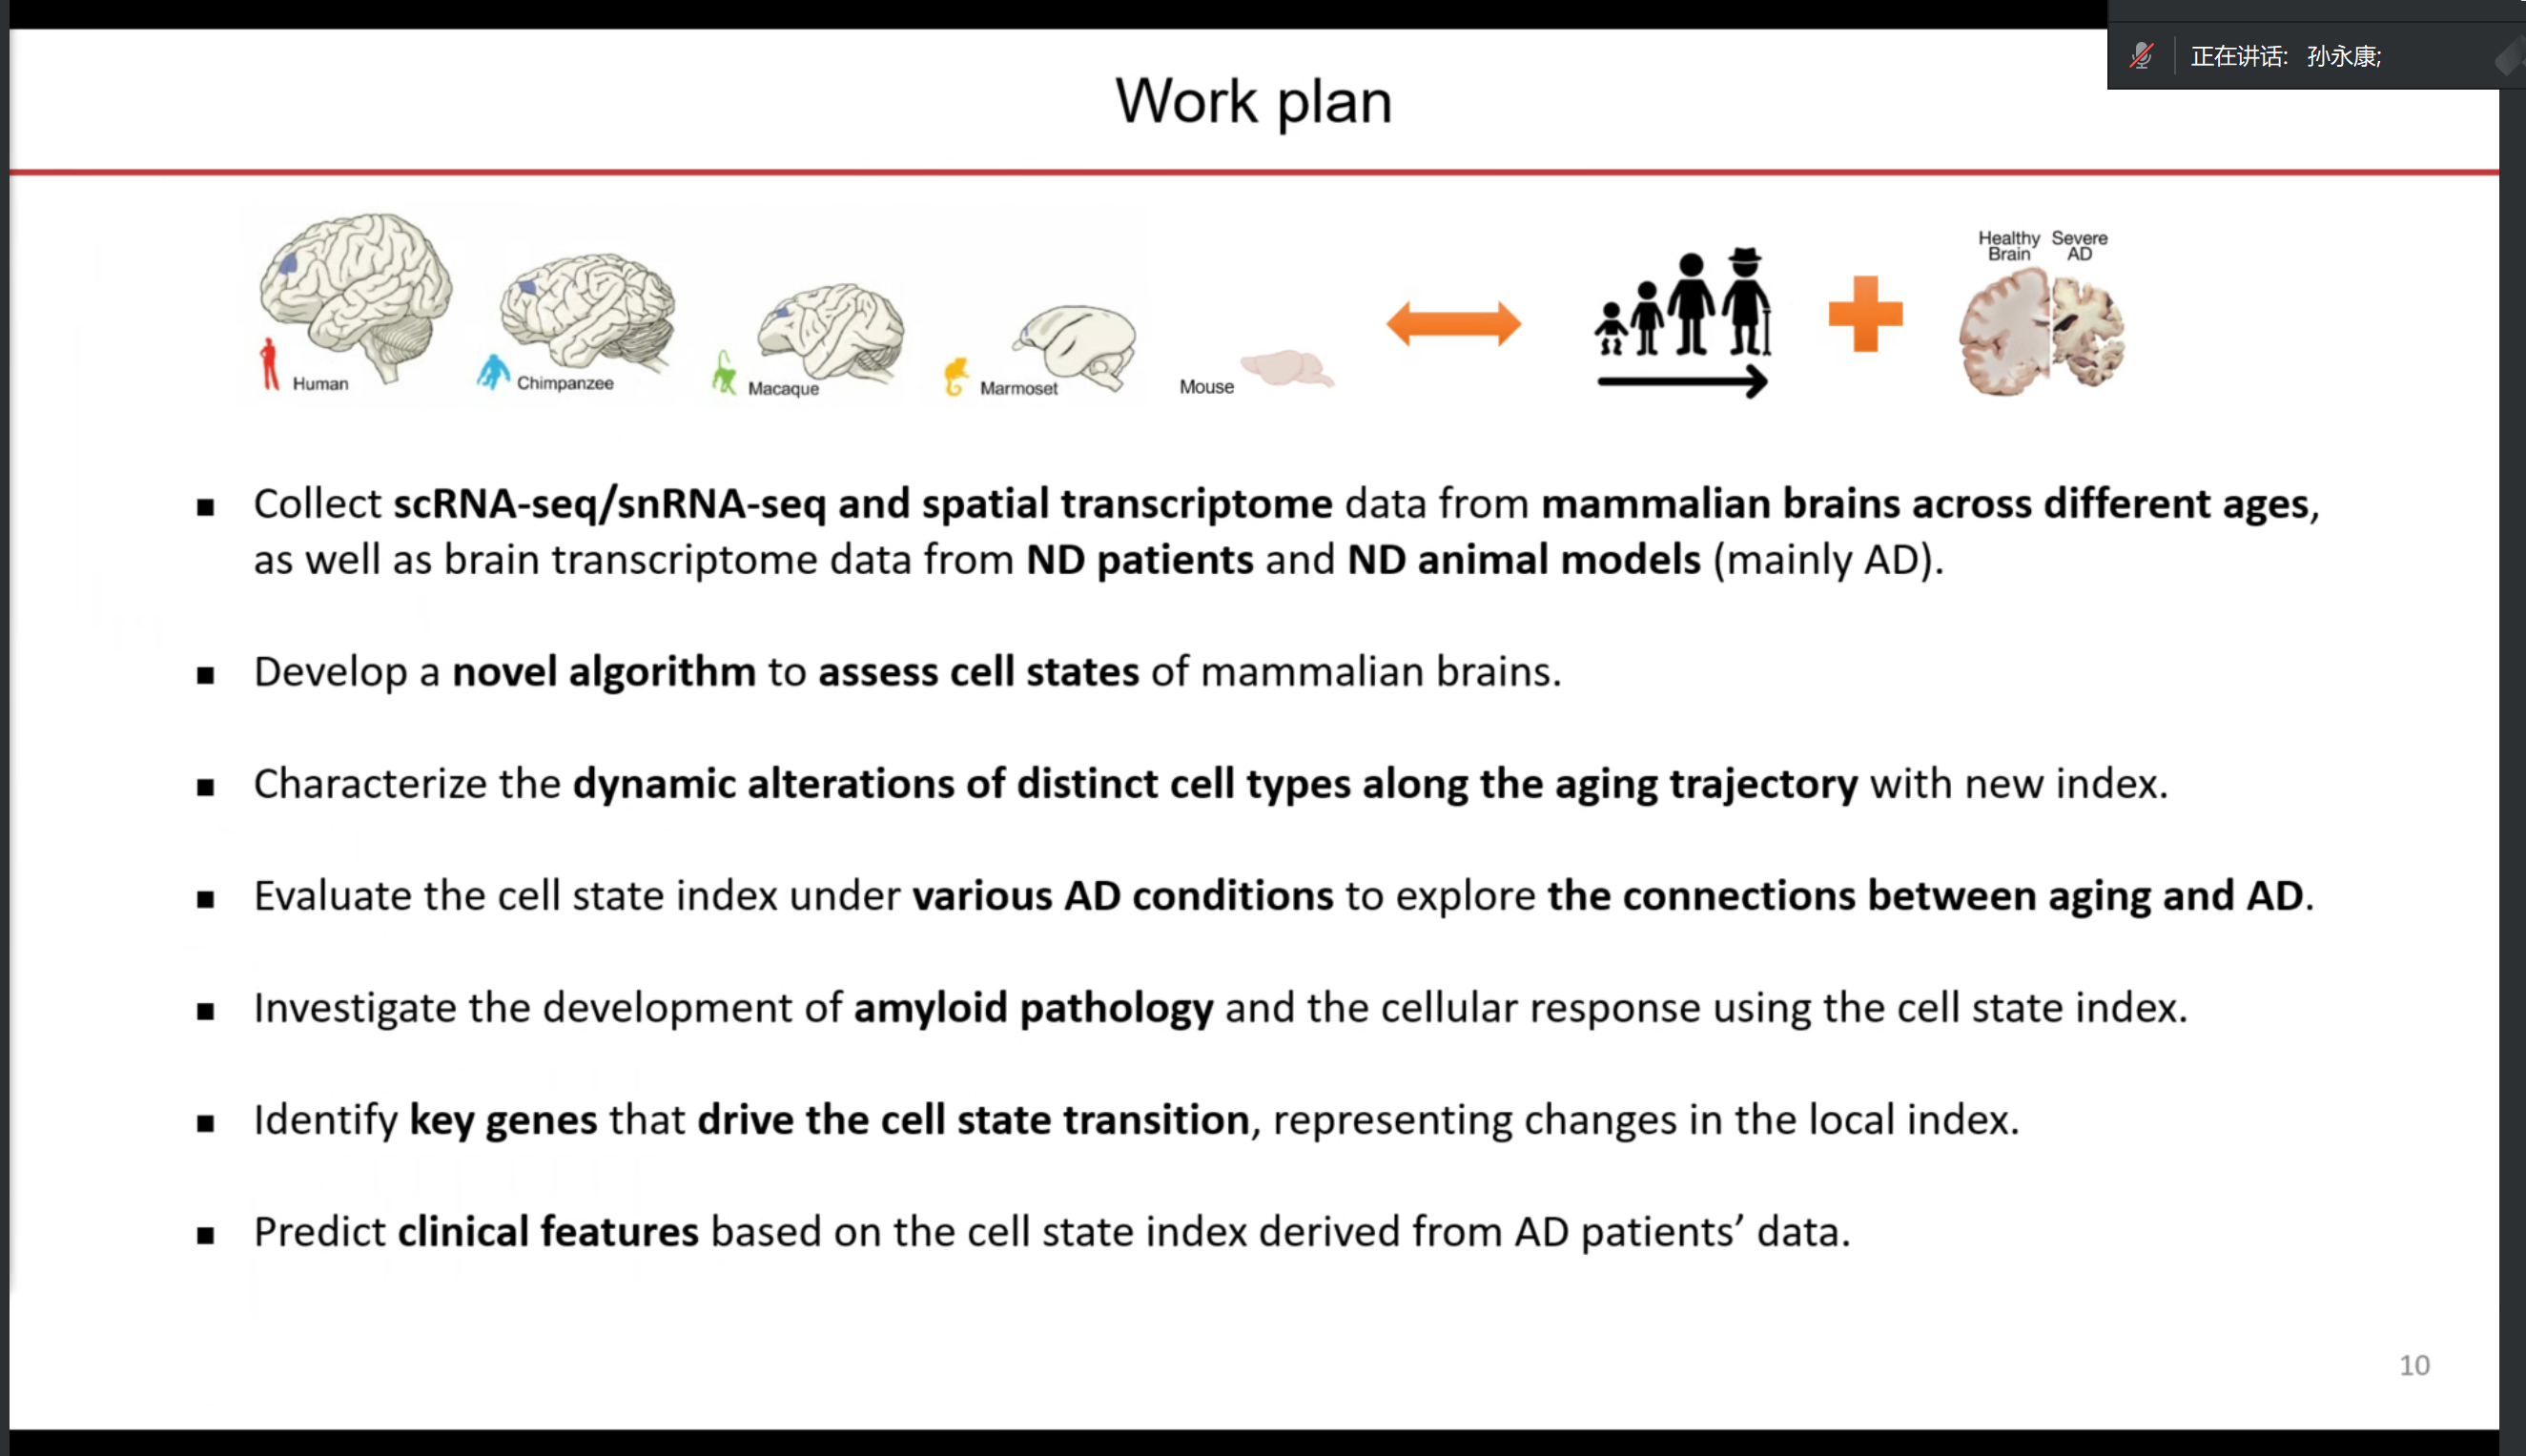 正在讲话: 孙永康;
Work plan
Healthy Severe
Brain AD
Human
Chimpanzee
Macaque
Marmoset
Mouse
▪ Collect scRNA-seq/snRNA-seq and spatial transcriptome data from mammalian brains across different ages,
as well as brain transcriptome data from ND patients and ND animal models (mainly AD).
▪ Develop a novel algorithm to assess cell states of mammalian brains.
▪ Characterize the dynamic alterations of distinct cell types along the aging trajectory with new index.
▪ Evaluate the cell state index under various AD conditions to explore the connections between aging and AD.
▪ Investigate the development of amyloid pathology and the cellular response using the cell state index.
▪ Identify key genes that drive the cell state transition, representing changes in the local index.
▪ Predict clinical features based on the cell state index derived from AD patients’ data.
10